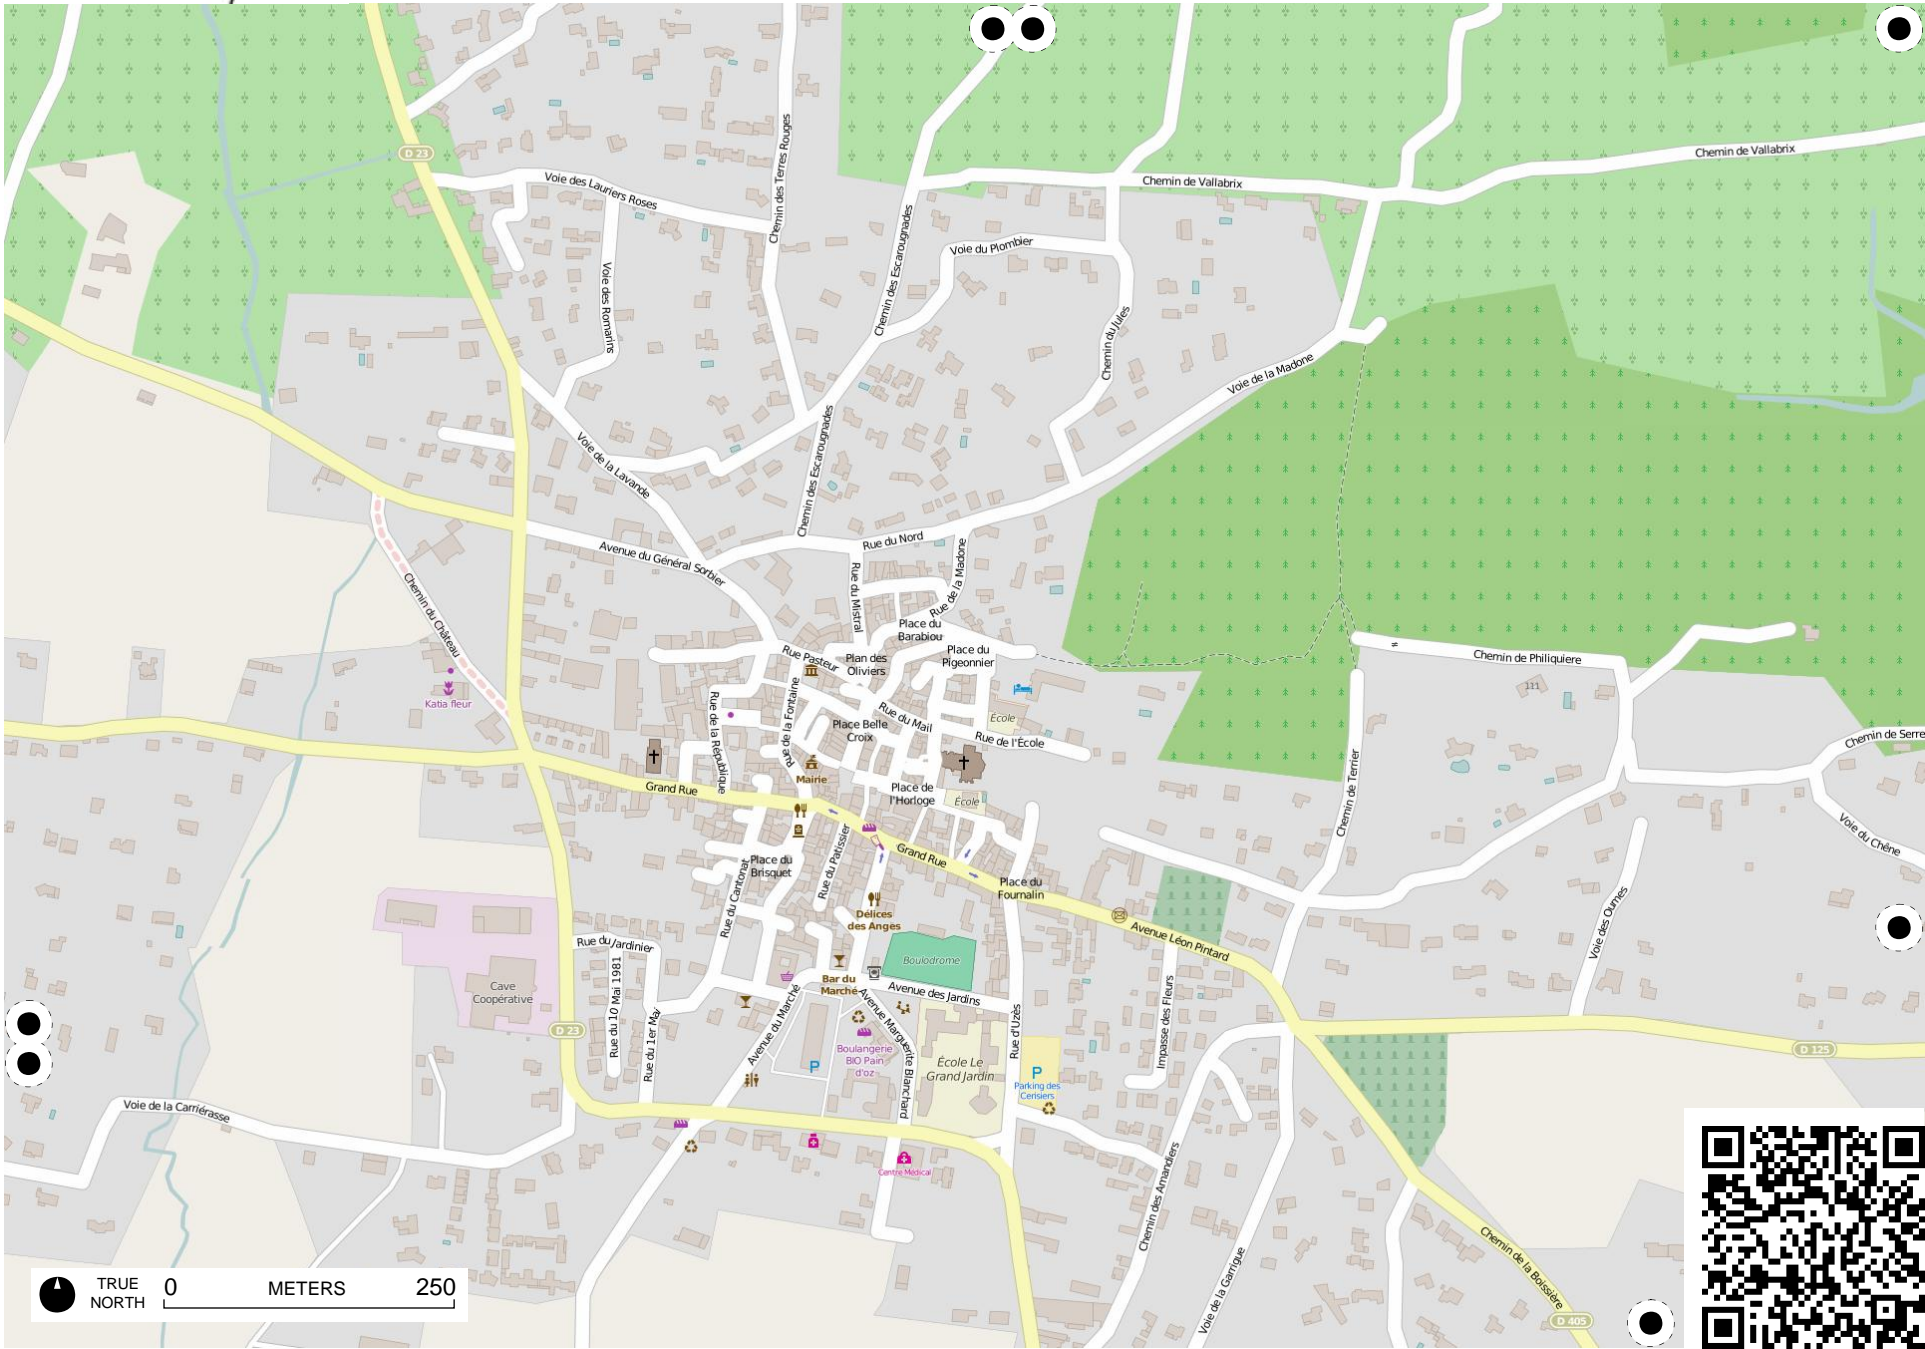 D 23
Voie des Lauriers Roses
Chemin des Terres Rouges
Chemin de Vallabrix
Chemin de Vallabrix
Chemin des Escarougnades
Voie du Plombier
Voie des Romarins
Chemin du Jules
Voie de la Madone
Chemin des Escarougnades
Voie de la Lavande
Rue du Nord
Avenue du Général Sorbier
Rue du Mistral
Rue de la Madone
Chemin du Château
Place du
Barabiou
Place du
Pigeonnier
Rue Pasteur
Plan des
Oliviers
Chemin de Philiquiere
111
Katia fleur
Rue de la République
Rue de la Fontaine
Place Belle
Croix
Rue du Mail
École
Rue de l'École
Chemin de Serre
Mairie
Grand Rue
Place de
l'Horloge
École
Chemin de Terrier
Voie du Chêne
Place du
Brisquet
Rue du Patissier
Grand Rue
Place du
Fournalin
Rue du Cantonat
Délices
des Anges
Avenue Léon Pintard
Voie des Oumes
Rue du Jardinier
Boulodrome
Cave
Coopérative
Rue du 10 Mai 1981
Bar du
Marché
Avenue des Jardins
D 23
Rue du 1er Mai
Avenue du Marché
Avenue Marguerite Blanchard
Rue d'Uzès
Impasse des Fleurs
D 125
Boulangerie
BIO Pain
d'oz
École Le
Grand Jardin
P
P
Parking des
Cerisiers
Voie de la Carriérasse
Centre Médical
Chemin des Amandiers
Voie de la Garrigue
Chemin de la Boissière
D 405
TRUE
NORTH
0 METERS 250